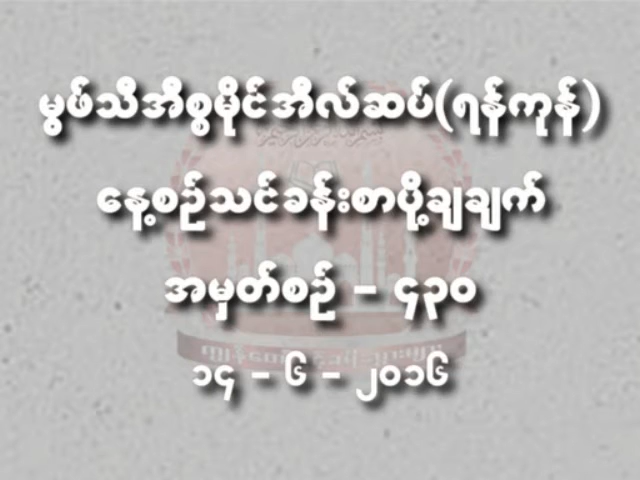 မွဖ်သီအိစ္စမိုင်အီလ်ဆပ်(ရန်ကုန်)
နေ့စဉ်သင်ခန်းစာပို့ချချက်
အမှတ်စဉ် - ၄၃၀
၁၄ - ၆ - ၂၀၁၆